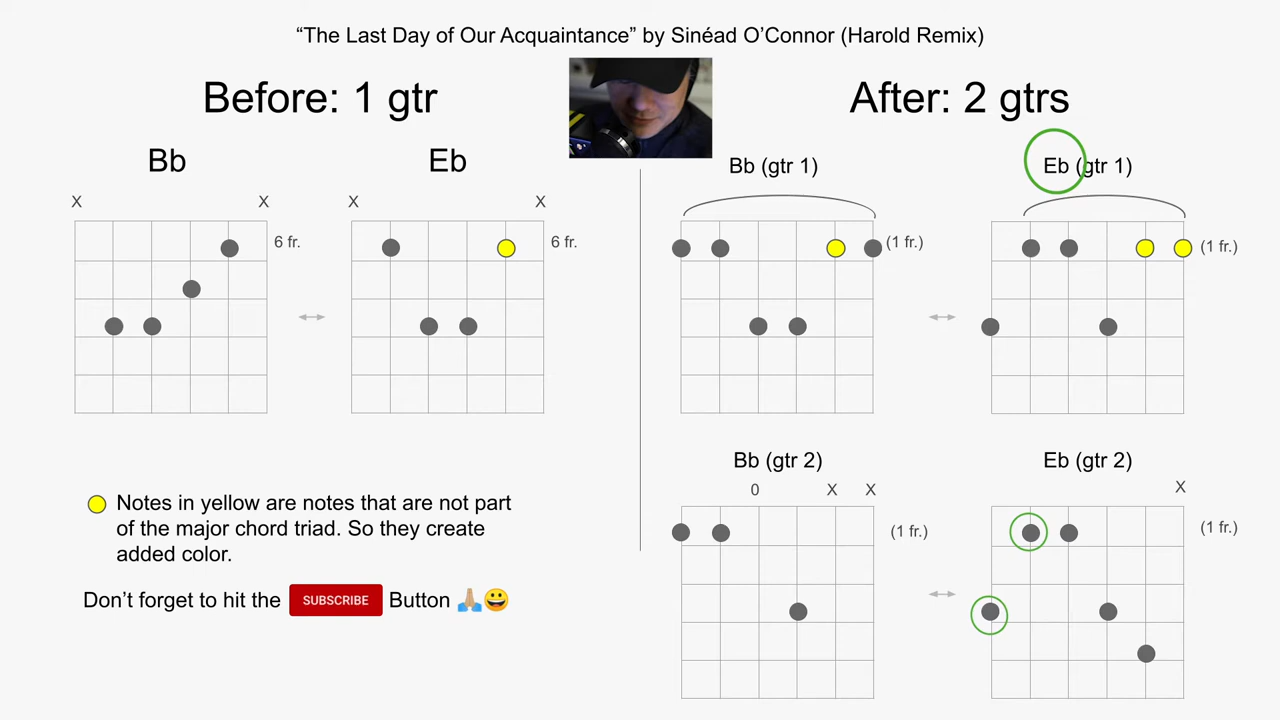 “The Last Day of Our Acquaintance” by Sinéad O’Connor (Harold Remix)
Before: 1 gtr
After: 2 gtrs
Bb
Eb
Bb (gtr 1)
Eb (gtr 1)
X X
6 fr.
X X
6 fr.
(1 fr.)
(1 fr.)
Bb (gtr 2)
Eb (gtr 2)
0 X X
X
(1 fr.)
(1 fr.)
Notes in yellow are notes that are not part
of the major chord triad. So they create
added color.
Don’t forget to hit the SUBSCRIBE Button 🙏🏼😀